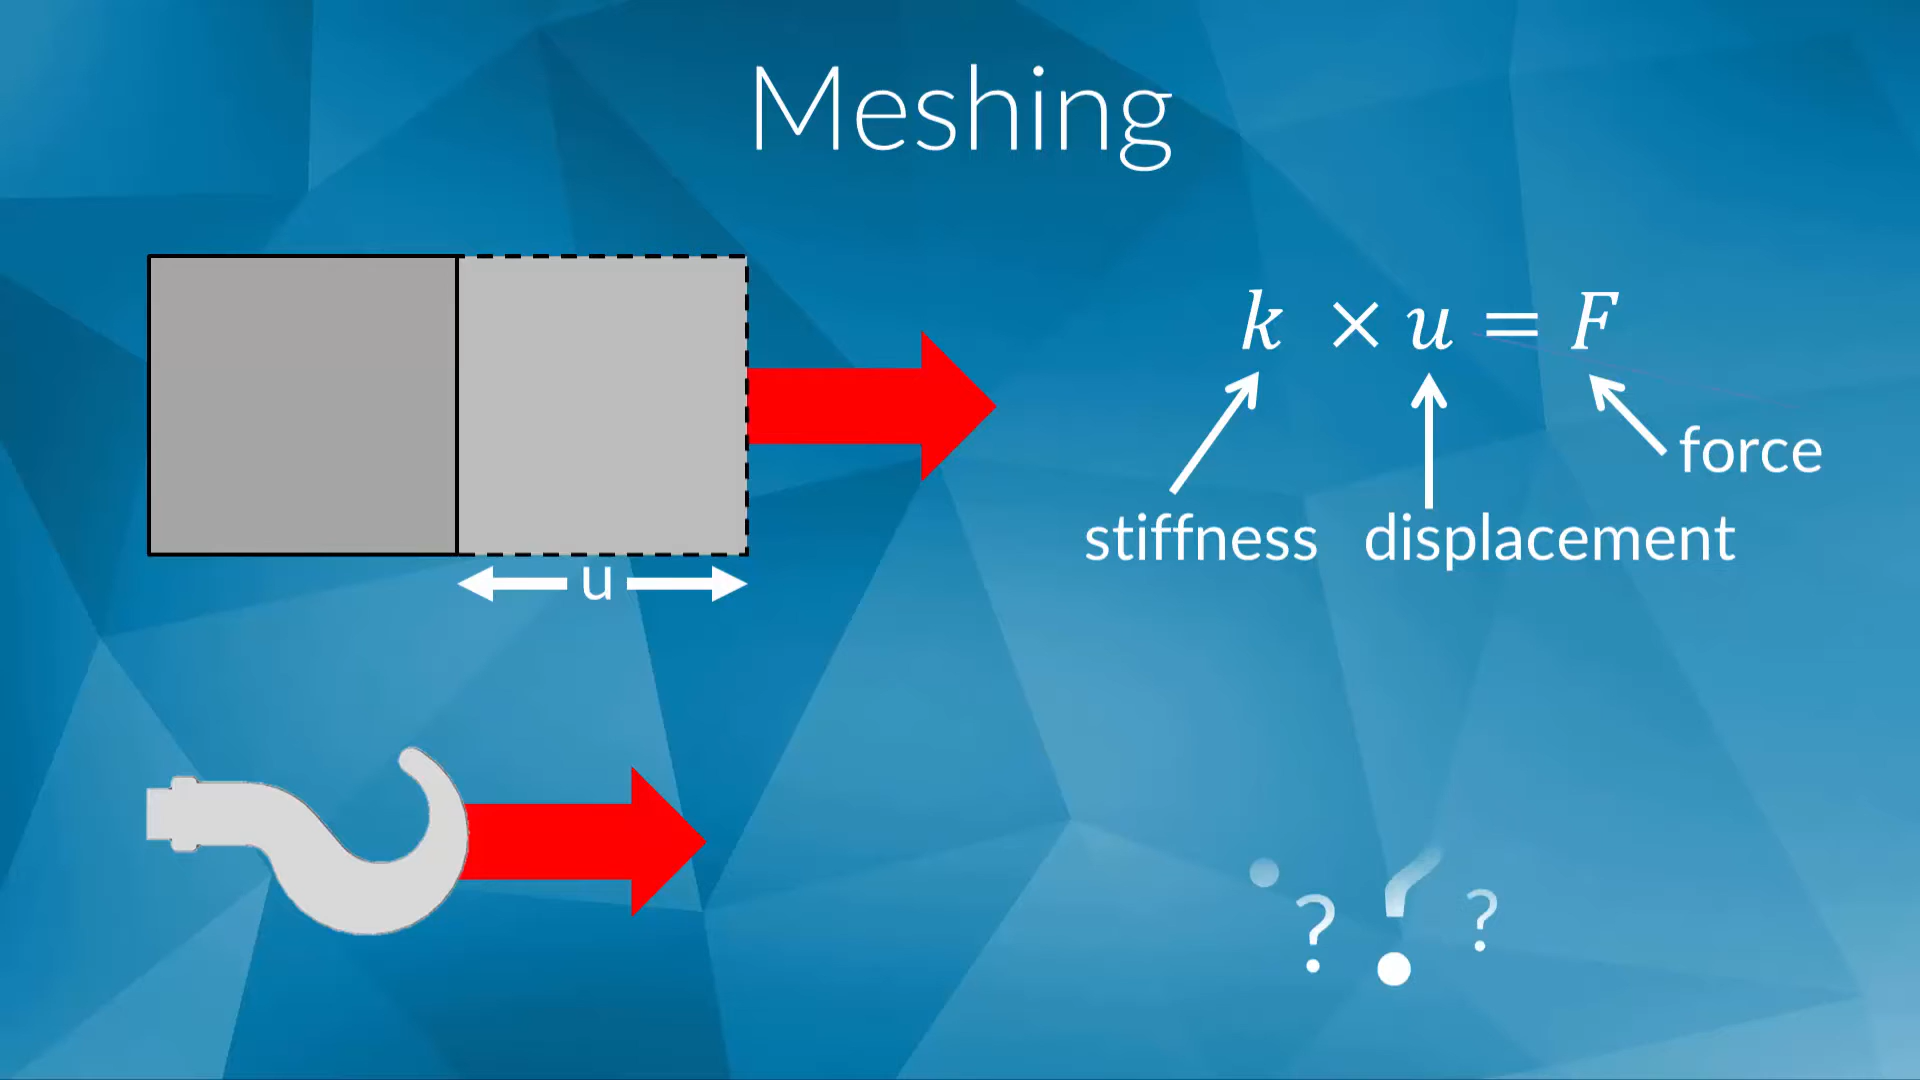 Meshing
k × u = F
force
stiffness displacement
u
? ? ?